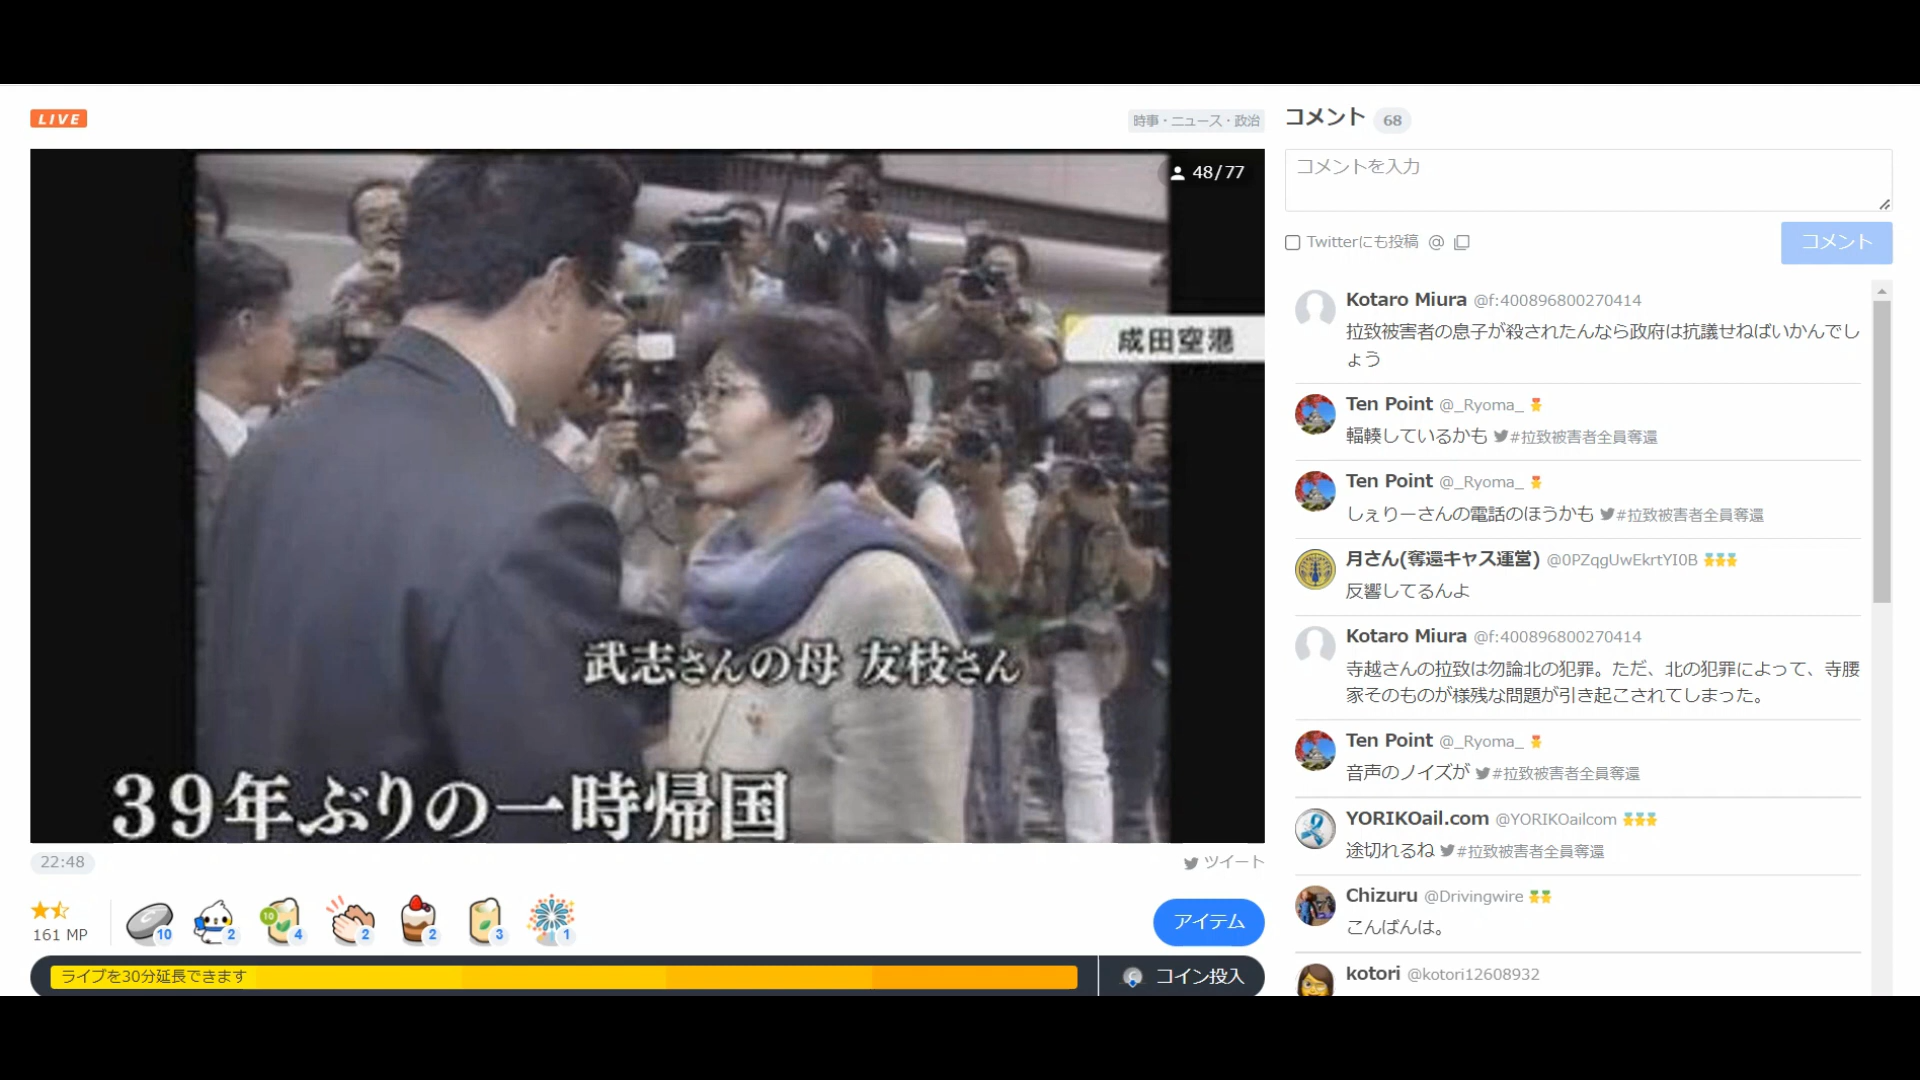 LIVE
時事・ニュース・政治
48/77
成田空港
武志さんの母 友枝さん
39年ぶりの一時帰国
22:48
ツイート
161 MP
10
2
10
4
2
2
3
1
アイテム
ライブを30分延長できます
コイン投入
コメント 68
コメントを入力
Twitterにも投稿 @
コメント
Kotaro Miura @f:400896800270414
拉致被害者の息子が殺されたんなら政府は抗議せねばいかんでし
ょう
Ten Point @_Ryoma_
輻輳しているかも #拉致被害者全員奪還
Ten Point @_Ryoma_
しぇりーさんの電話のほうかも #拉致被害者全員奪還
月さん(奪還キャス運営) @0PZqgUwEkrtYI0B
反響してるんよ
Kotaro Miura @f:400896800270414
寺越さんの拉致は勿論北の犯罪。ただ、北の犯罪によって、寺腰
家そのものが様残な問題が引き起こされてしまった。
Ten Point @_Ryoma_
音声のノイズが #拉致被害者全員奪還
YORIKOail.com @YORIKOailcom
途切れるね #拉致被害者全員奪還
Chizuru @Drivingwire
こんばんは。
kotori @kotori12608932